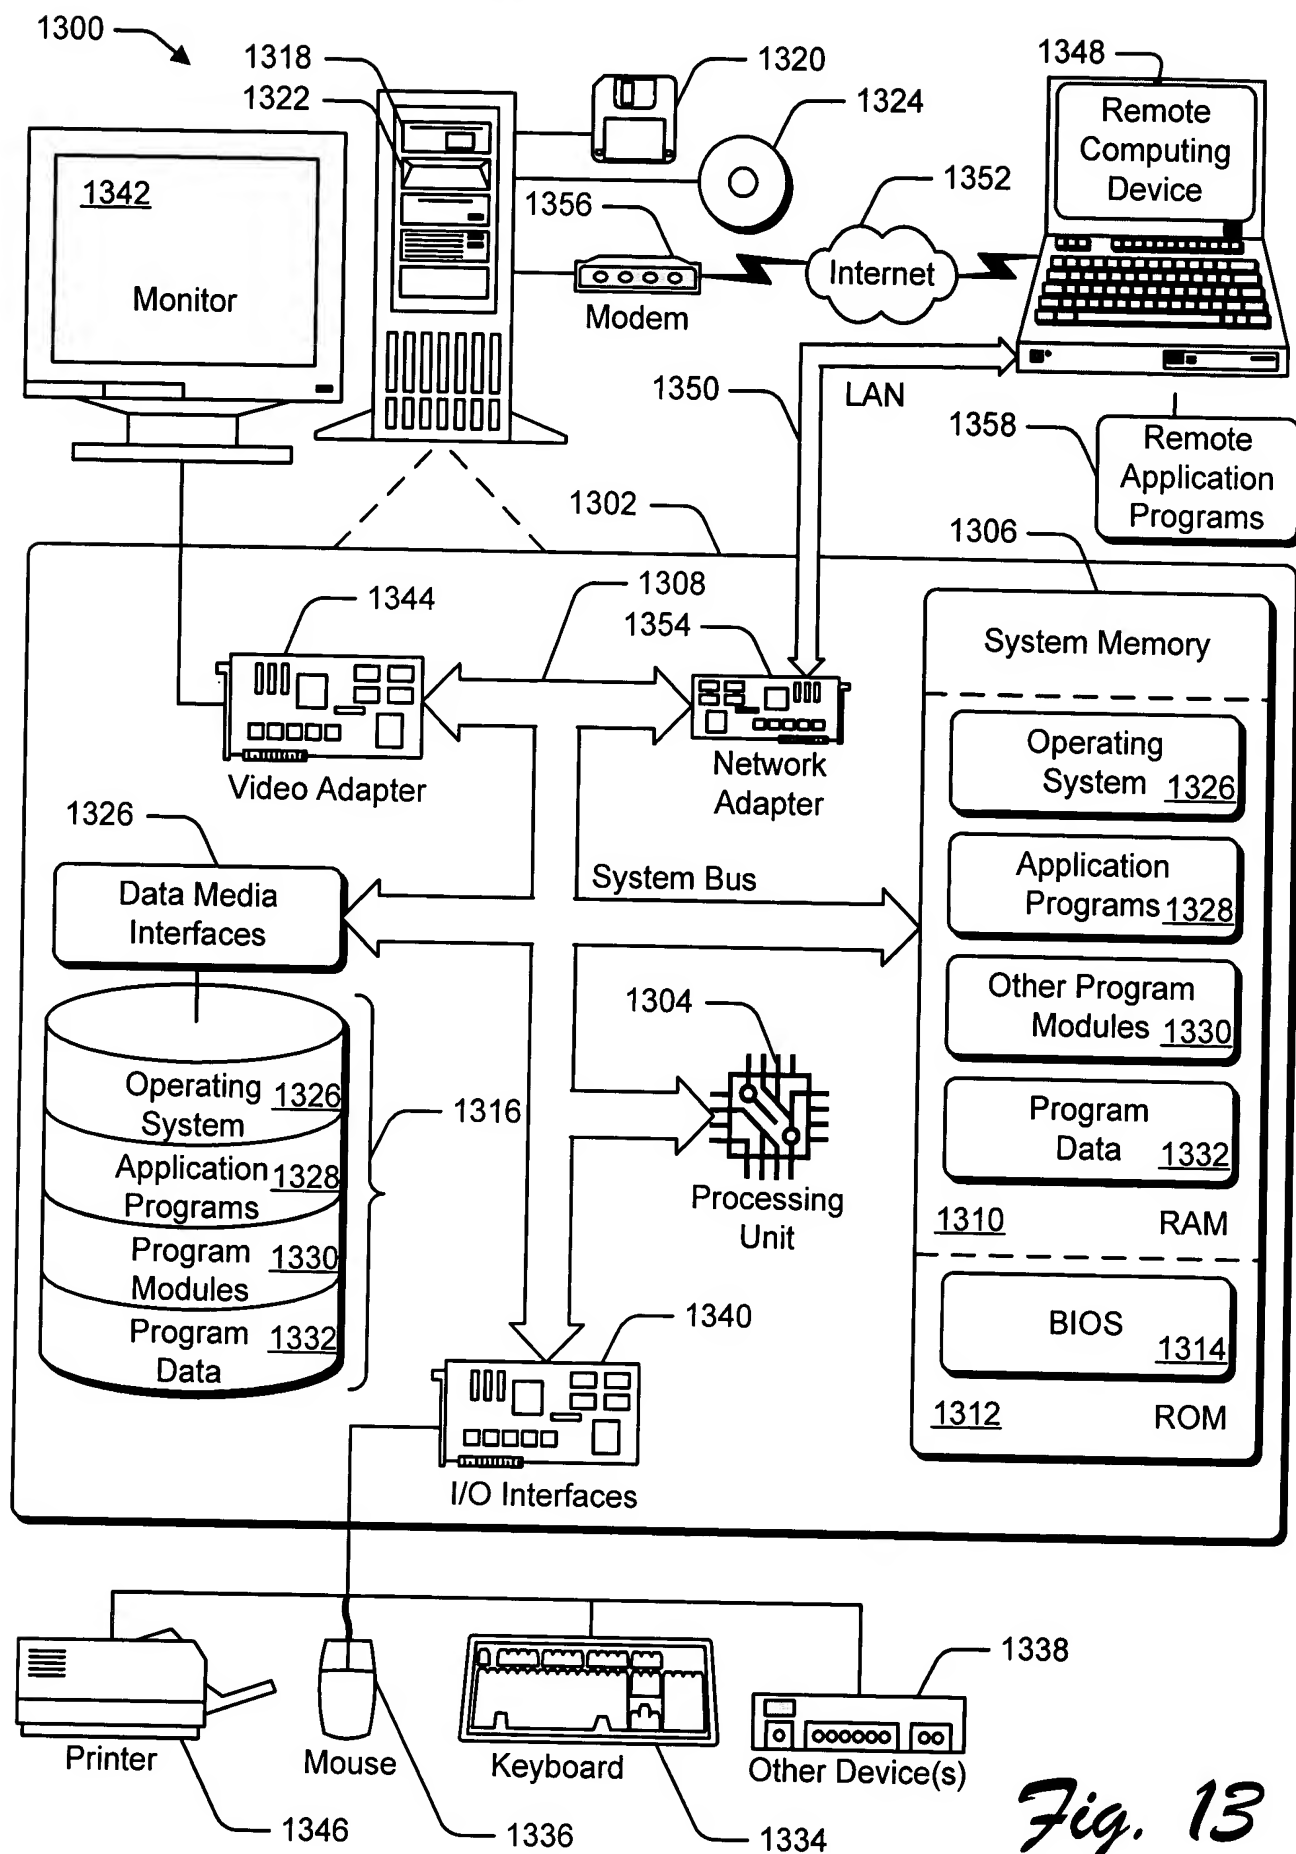 1300
1318
1322
1320
1324
1348
Remote
Computing
Device
1342
Monitor
1356
Modem
1352
Internet
1350
LAN
1358
Remote
Application
Programs
1302
1306
1344
1308
1354
System Memory
Video Adapter
Network
Adapter
Operating
System 1326
1326
Data Media
Interfaces
System Bus
Application
Programs 1328
Other Program
Modules 1330
1304
Processing
Unit
Program
Data 1332
1310 RAM
Operating
System 1326
Application
Programs 1328
Program
Modules 1330
Program
Data 1332
1316
BIOS
1314
1312 ROM
1340
I/O Interfaces
Printer
1346
Mouse
1336
Keyboard
1334
1338
Other Device(s)
Fig. 13